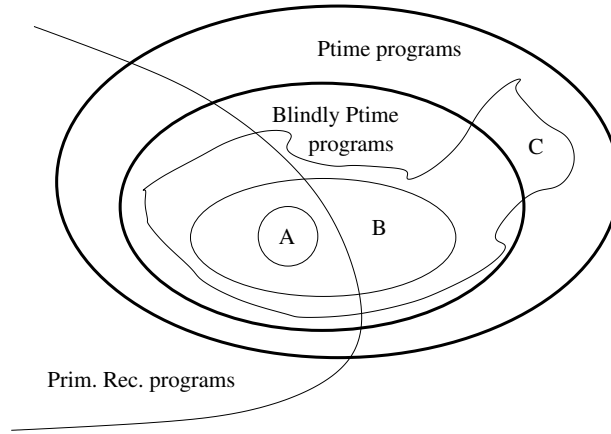 Ptime programs
Blindly Ptime
programs
C
B
A
Prim. Rec. programs